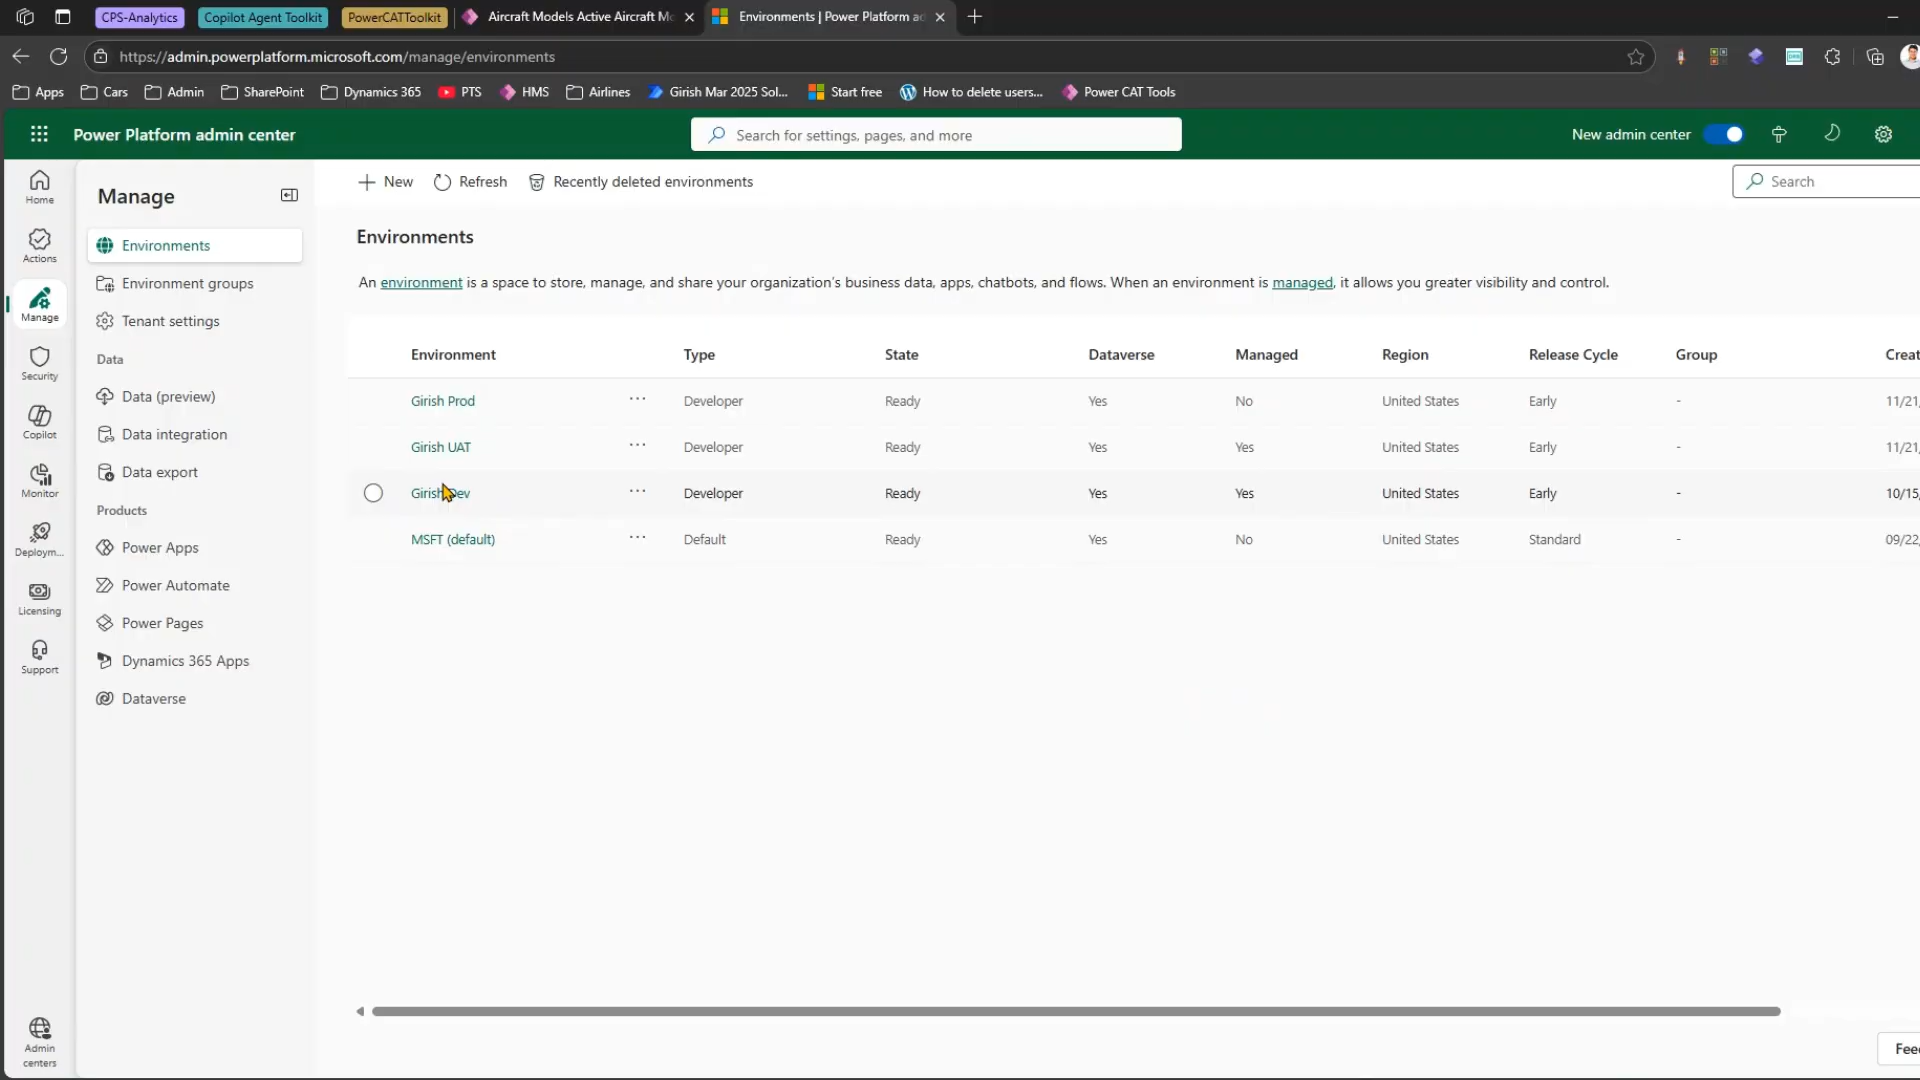 CPS-Analytics
Copilot Agent Toolkit
PowerCATToolkit
Aircraft Models Active Aircraft Mo
Environments | Power Platform ad
https://admin.powerplatform.microsoft.com/manage/environments
Apps
Cars
Admin
SharePoint
Dynamics 365
PTS
HMS
Airlines
Girish Mar 2025 Sol...
Start free
How to delete users...
Power CAT Tools
Power Platform admin center
Search for settings, pages, and more
New admin center
Home
Actions
Manage
Security
Copilot
Monitor
Deploym...
Licensing
Support
Admin
centers
Manage
Environments
Environment groups
Tenant settings
Data
Data (preview)
Data integration
Data export
Products
Power Apps
Power Automate
Power Pages
Dynamics 365 Apps
Dataverse
New Refresh Recently deleted environments
Search
Environments
An environment is a space to store, manage, and share your organization's business data, apps, chatbots, and flows. When an environment is managed, it allows you greater visibility and control.
Environment Type State Dataverse Managed Region Release Cycle Group Creat
Girish Prod ... Developer Ready Yes No United States Early - 11/21,
Girish UAT ... Developer Ready Yes Yes United States Early - 11/21,
Girish Dev ... Developer Ready Yes Yes United States Early - 10/15,
MSFT (default) ... Default Ready Yes No United States Standard - 09/22,
Feed